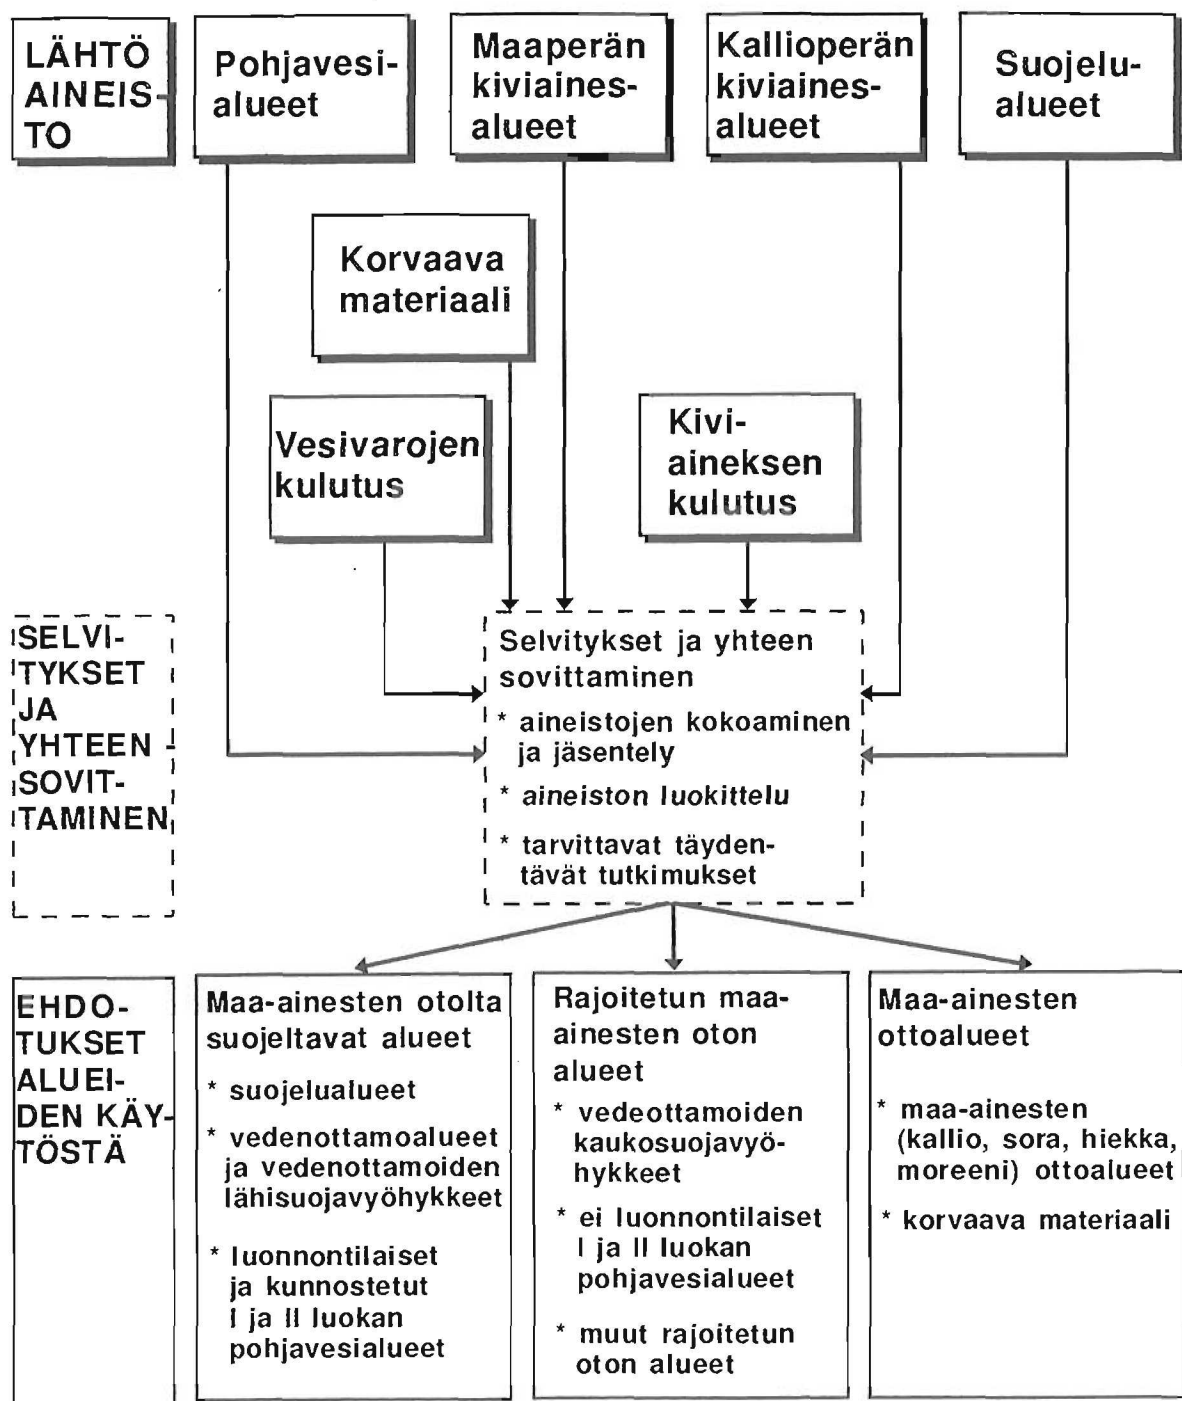 LÄHTÖ
AINEIS-
TO
Pohjavesi-
alueet
Maaperän
kiviaines-
alueet
Kallioperän
kiviaines-
alueet
Suojelu-
alueet
Korvaava
materiaali
Vesivarojen
kulutus
Kivi-
aineksen
kulutus
SELVI-
TYKSET
JA
YHTEEN-
SOVIT-
TAMINEN
Selvitykset ja yhteen
sovittaminen
* aineistojen kokoaminen
ja jäsentely
* aineiston luokittelu
* tarvittavat täyden-
tävät tutkimukset
EHDO-
TUKSET
ALUEI-
DEN KÄY-
TÖSTÄ
Maa-ainesten otolta
suojeltavat alueet
* suojelualueet
* vedenottamoalueet
ja vedenottamoiden
lähisuojavyöhykkeet
* luonnontilaiset
ja kunnostetut
I ja II luokan
pohjavesialueet
Rajoitetun maa-
ainesten oton
alueet
* vedeottamoiden
kaukosuojavyö-
hykkeet
* ei luonnontilaiset
I ja II luokan
pohjavesialueet
* muut rajoitetun
oton alueet
Maa-ainesten
ottoalueet
* maa-ainesten
(kallio, sora, hiekka,
moreeni) ottoalueet
* korvaava materiaali